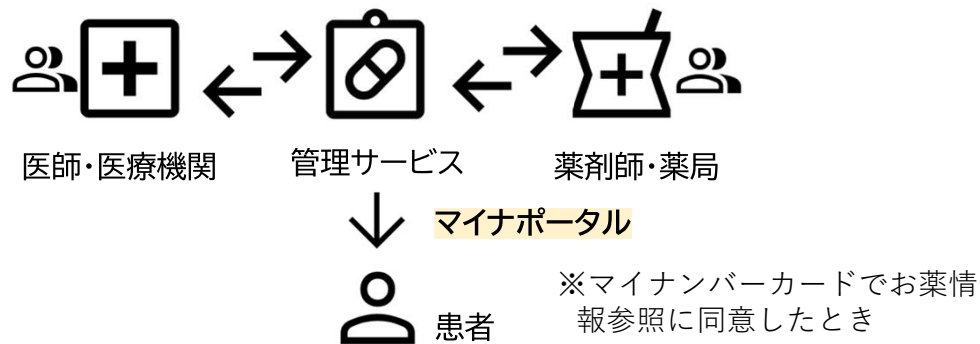 医師・医療機関
管理サービス
薬剤師・薬局
マイナポータル
※マイナンバーカードでお薬情
報参照に同意したとき
患者